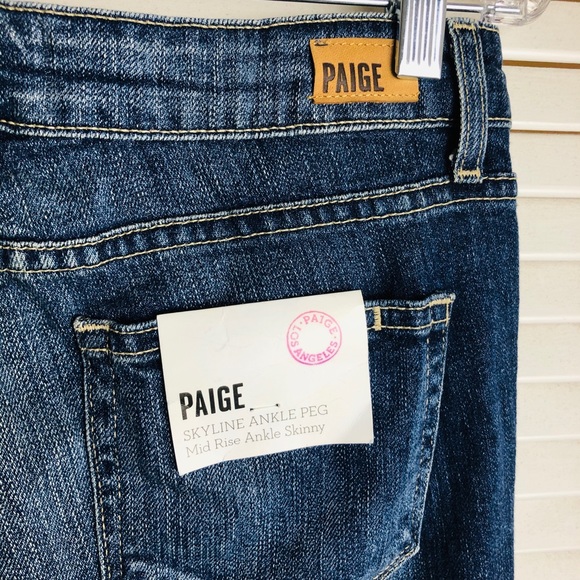 PAIGE
·PAIGE·
LOS ANGELES
PAIGE
SKYLINE ANKLE PEG
Mid Rise Ankle Skinny